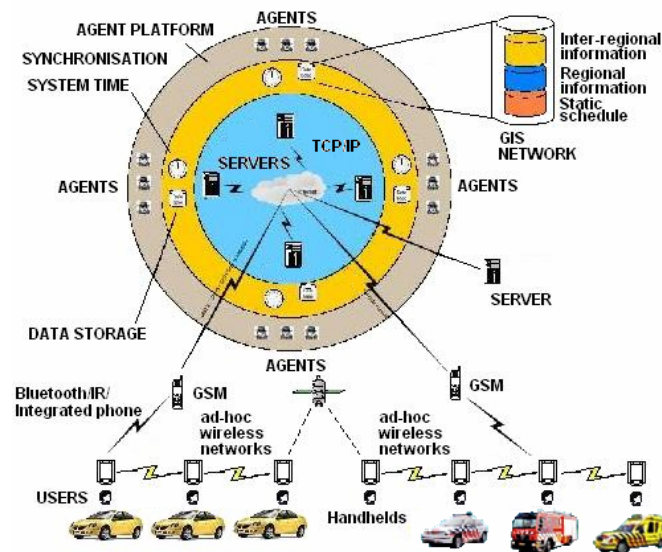 AGENTS
AGENT PLATFORM
SYNCHRONISATION
SYSTEM TIME
Inter-regional
information
Regional
information
Static
schedule
GIS
NETWORK
TCP-IP
SERVERS
AGENTS
AGENTS
SERVER
DATA STORAGE
AGENTS
Bluetooth/IR/
Integrated phone
GSM
GSM
ad-hoc
wireless
networks
ad-hoc
wireless
networks
USERS
Handhelds